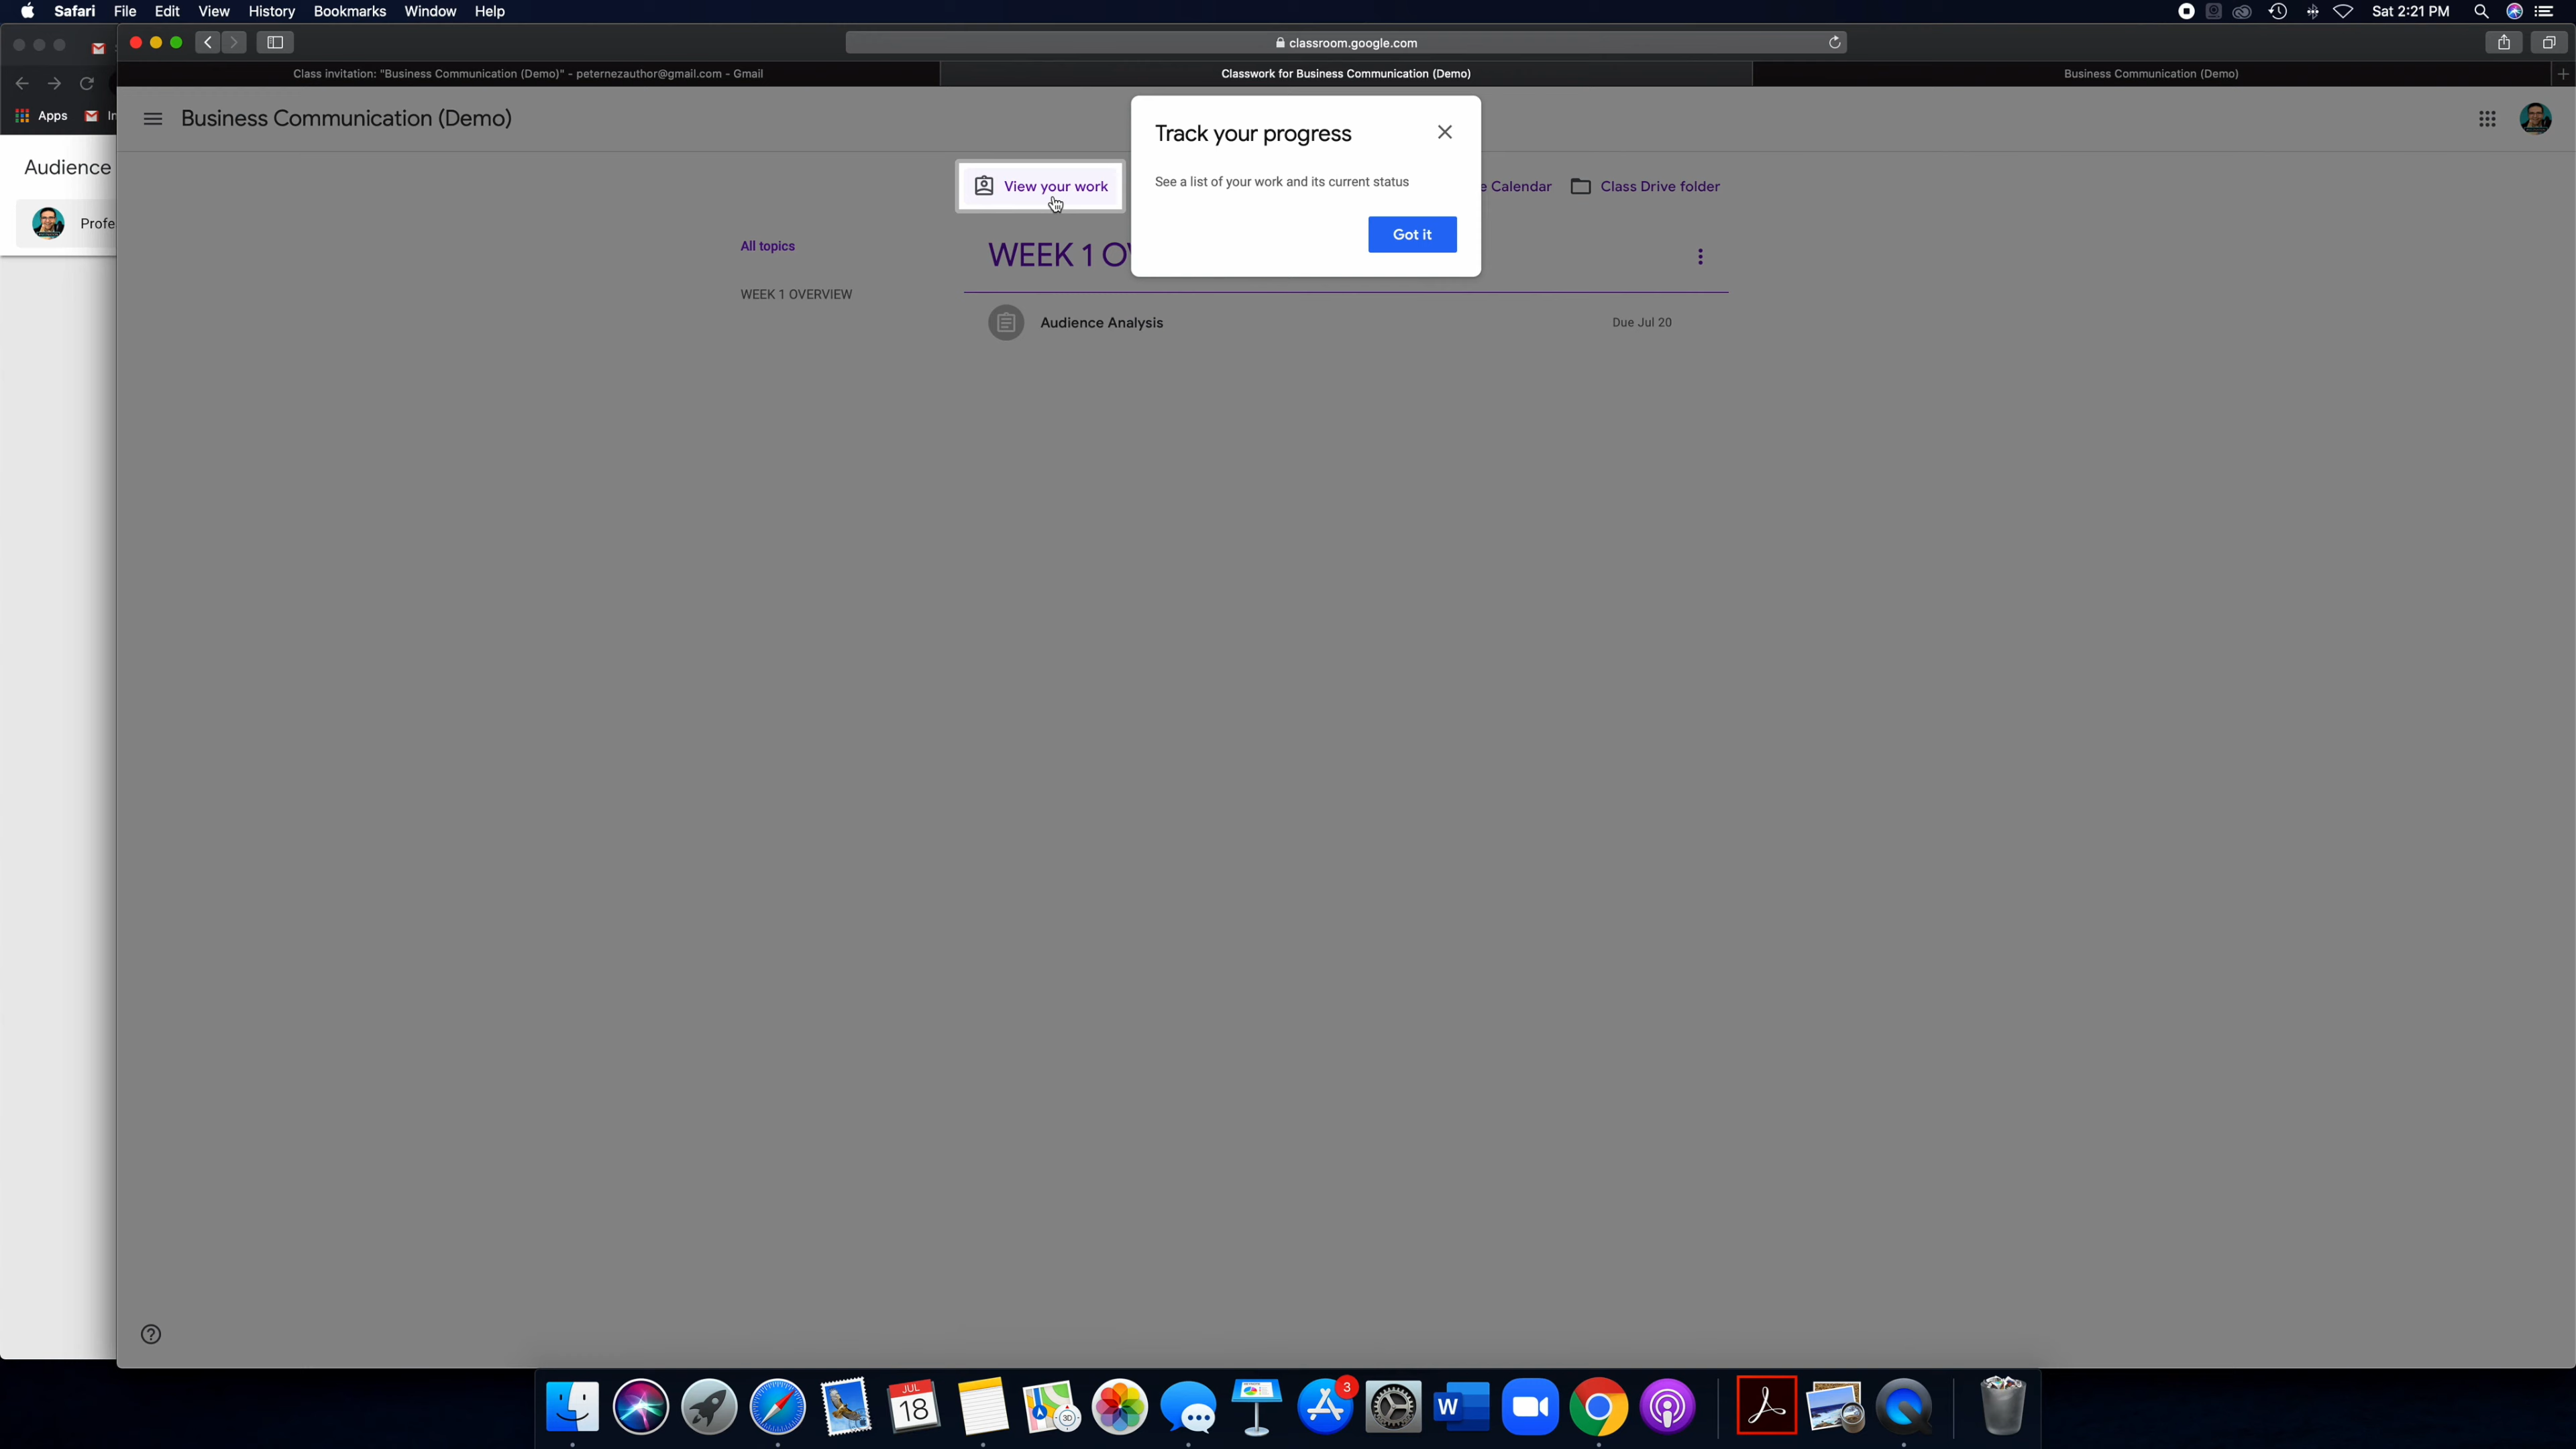 Safari File Edit View History Bookmarks Window Help
Sat 2:21 PM
classroom.google.com
Class invitation: "Business Communication (Demo)" - peternezauthor@gmail.com - Gmail
Classwork for Business Communication (Demo)
Business Communication (Demo)
Apps
In
Audience
Profe
Business Communication (Demo)
Track your progress
See a list of your work and its current status
Got it
View your work
e Calendar
Class Drive folder
All topics
WEEK 1 OVERVIEW
WEEK 1 O
Audience Analysis
Due Jul 20
JUL
18
3D
3
W